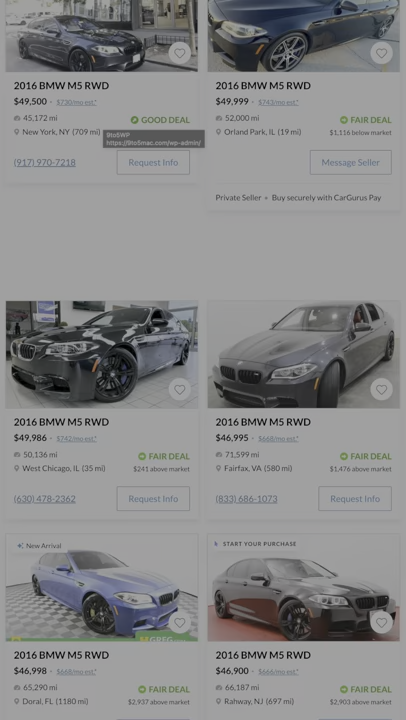 2016 BMW M5 RWD
$49,500 · $730/mo est.*
45,172 mi
GOOD DEAL
New York, NY (709 mi)
9to5WP
https://9to5mac.com/wp-admin/
(917) 970-7218
Request Info
2016 BMW M5 RWD
$49,999 · $743/mo est.*
52,000 mi
FAIR DEAL
Orland Park, IL (19 mi)
$1,116 below market
Message Seller
Private Seller
Buy securely with CarGurus Pay
2016 BMW M5 RWD
$49,986 · $742/mo est.*
50,136 mi
FAIR DEAL
West Chicago, IL (35 mi)
$241 above market
(630) 478-2362
Request Info
2016 BMW M5 RWD
$46,995 · $668/mo est.*
71,599 mi
FAIR DEAL
Fairfax, VA (580 mi)
$1,476 above market
(833) 686-1073
Request Info
New Arrival
2016 BMW M5 RWD
$46,998 · $668/mo est.*
65,290 mi
FAIR DEAL
Doral, FL (1180 mi)
$2,937 above market
START YOUR PURCHASE
2016 BMW M5 RWD
$46,900 · $666/mo est.*
66,187 mi
FAIR DEAL
Rahway, NJ (697 mi)
$2,903 above market